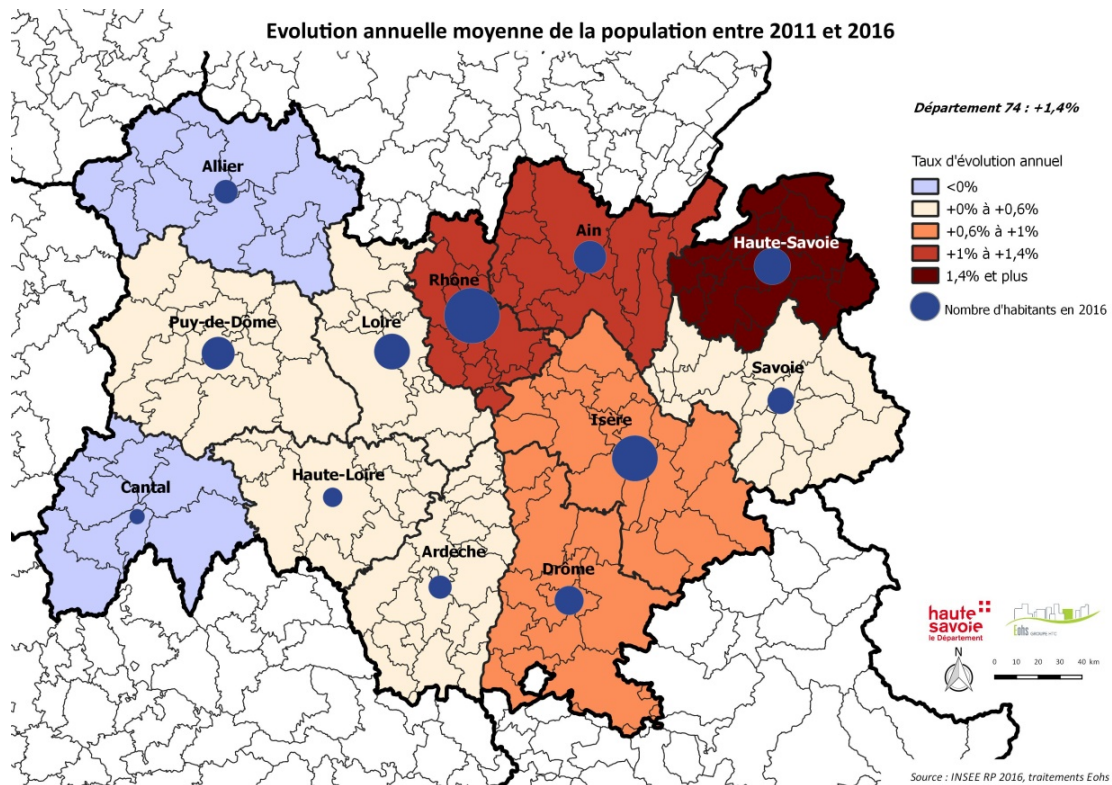 Evolution annuelle moyenne de la population entre 2011 et 2016
Département 74 : +1,4%
Taux d'évolution annuel
<0%
+0% à +0,6%
+0,6% à +1%
+1% à +1,4%
1,4% et plus
Nombre d'habitants en 2016
Allier
Ain
Haute-Savoie
Rhône
Puy-de-Dôme
Loire
Savoie
Isère
Haute-Loire
Cantal
Ardèche
Drôme
haute
savoie
le Département
Eohs GROUPE HTC
N
0 10 20 30 40 km
Source : INSEE RP 2016, traitements Eohs